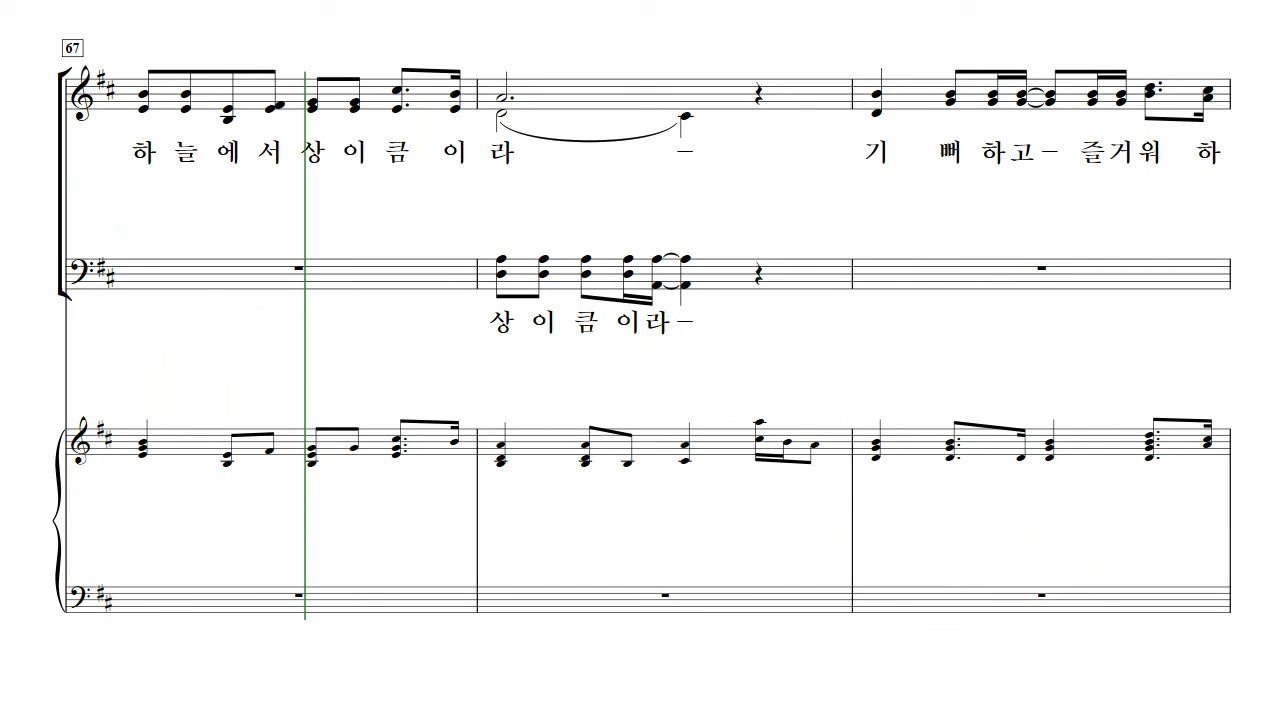 67
하 늘 에 서 상 이 큼 이 라 – 기 뻐 하 고 – 즐 거 워 하
상 이 큼 이 라 –